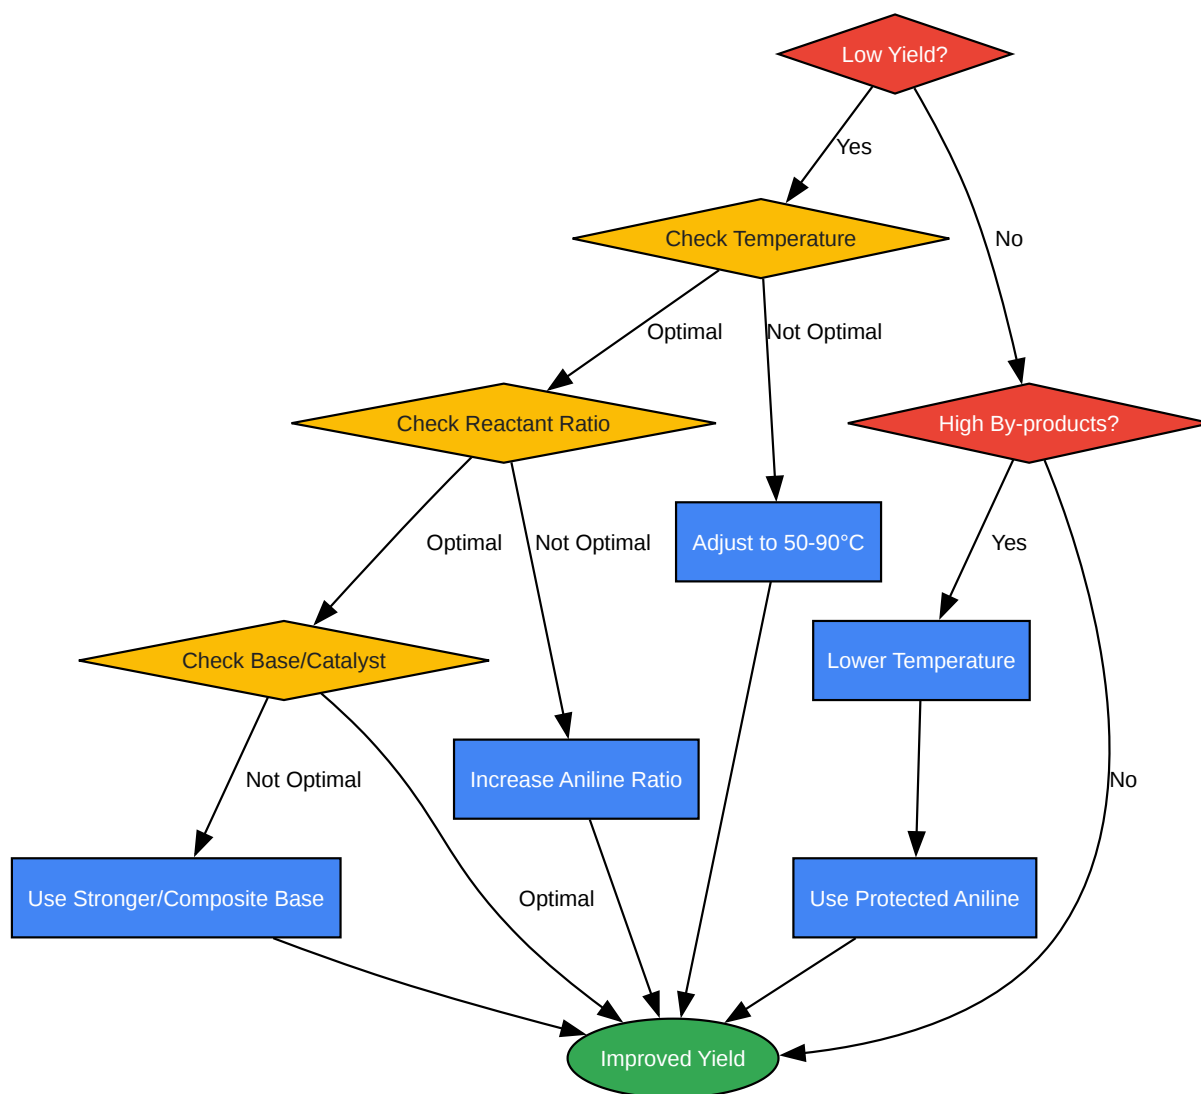 Low Yield?
Yes
Check Temperature
No
Optimal
Not Optimal
Check Reactant Ratio
High By-products?
Optimal
Not Optimal
Adjust to 50-90°C
Yes
Check Base/Catalyst
Lower Temperature
Not Optimal
Increase Aniline Ratio
No
Use Stronger/Composite Base
Optimal
Use Protected Aniline
Improved Yield